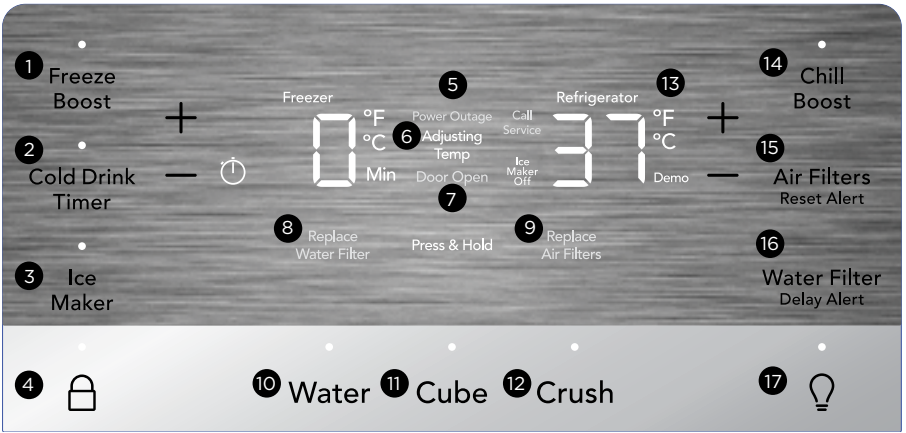 1
Freeze
Boost
2
Cold Drink
Timer
3
Ice
Maker
4
Freezer
0
°F
°C
Min
5
Power Outage
6
Adjusting
Temp
Door Open
7
Call
Service
Ice
Maker
Off
Refrigerator
37
13
°F
°C
Demo
8
Replace
Water Filter
Press & Hold
9
Replace
Air Filters
14
Chill
Boost
15
Air Filters
Reset Alert
16
Water Filter
Delay Alert
10 Water
11 Cube
12 Crush
17